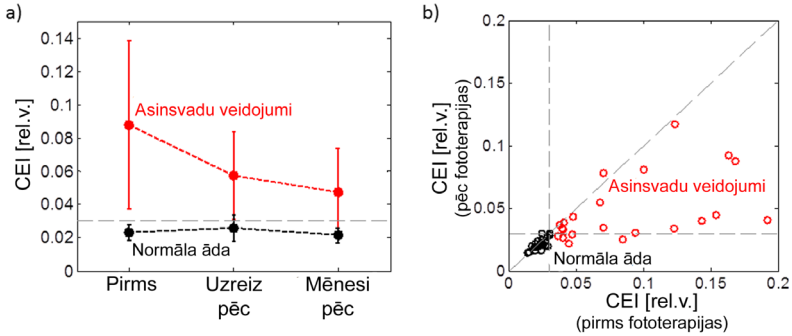 a)
CEI [rel.v.]
0.14
0.12
0.1
0.08
0.06
0.04
0.02
0
Asinsvadu veidojumi
Normāla āda
Pirms
Uzreiz
pēc
Mēnesi
pēc
b)
CEI [rel.v.]
(pēc fototerapijas)
0.2
0.15
0.1
0.05
0
Asinsvadu veidojumi
Normāla āda
0
0.05
0.1
0.15
0.2
CEI [rel.v.]
(pirms fototerapijas)